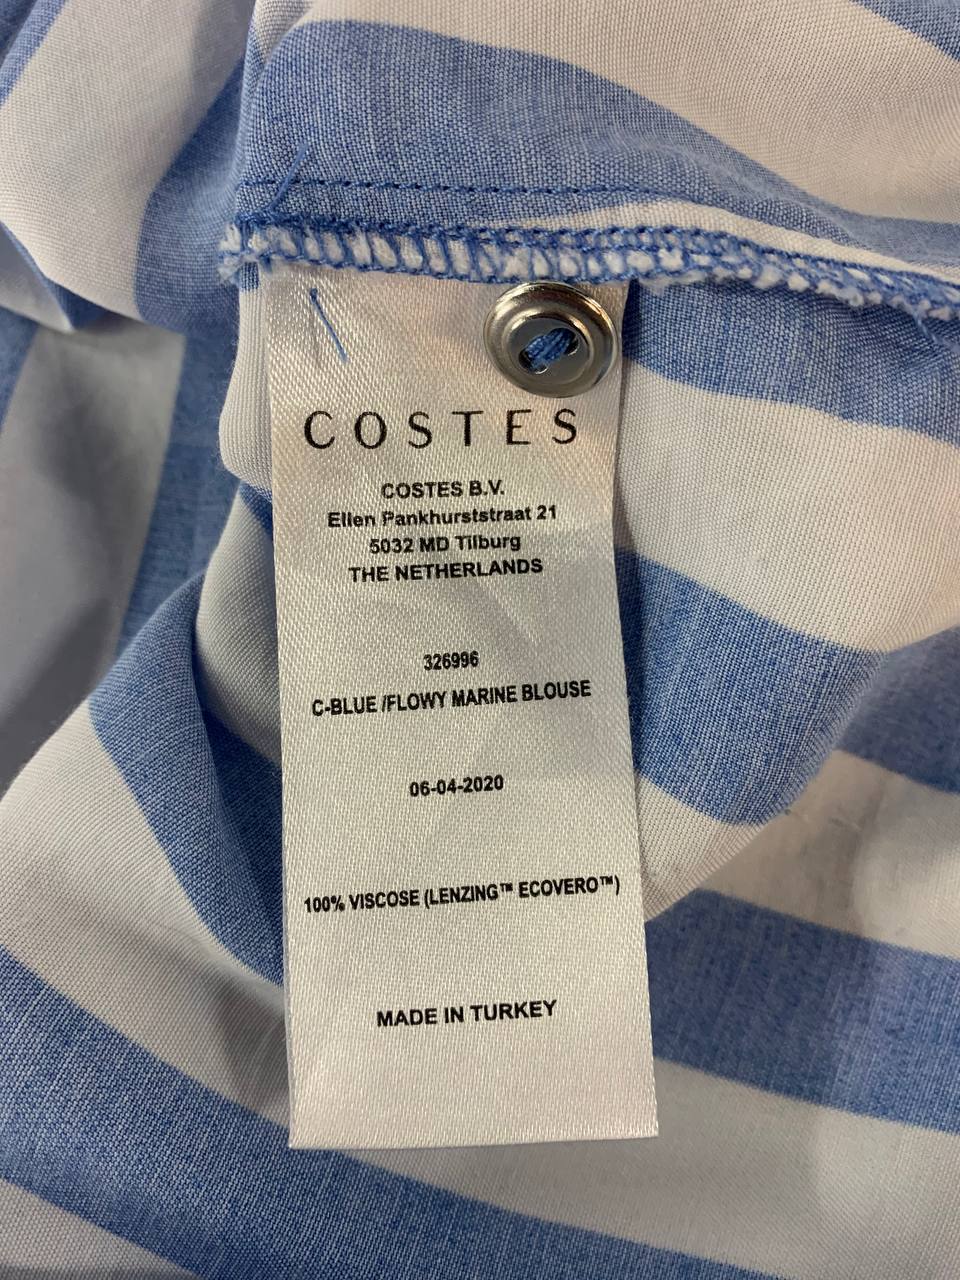 COSTES
COSTES B.V.
Ellen Pankhurststraat 21
5032 MD Tilburg
THE NETHERLANDS
326996
C-BLUE /FLOWY MARINE BLOUSE
06-04-2020
100% VISCOSE (LENZING™ ECOVERO™)
MADE IN TURKEY